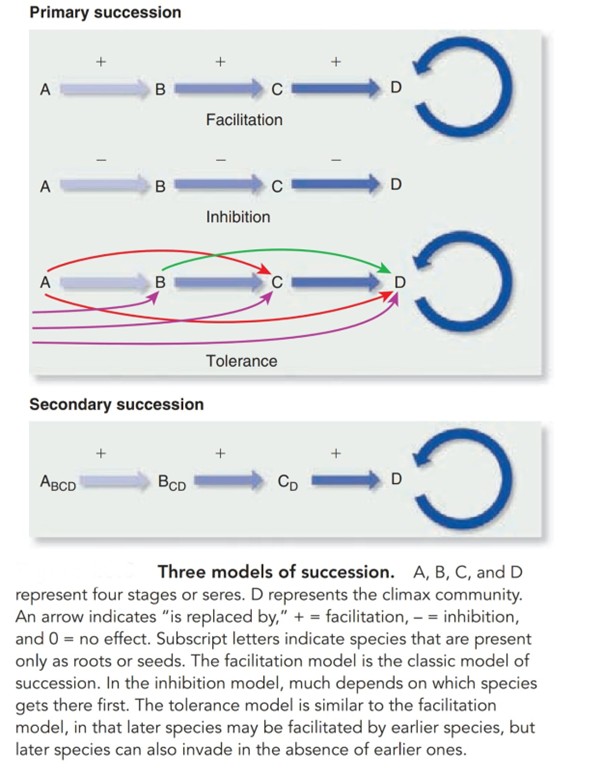 Primary succession
+ + +
A B C D
Facilitation
– – –
A B C D
Inhibition
A B C D
Tolerance
Secondary succession
+ + +
ABCD BCD CD D
Three models of succession. A, B, C, and D
represent four stages or seres. D represents the climax community.
An arrow indicates "is replaced by," + = facilitation, – = inhibition,
and 0 = no effect. Subscript letters indicate species that are present
only as roots or seeds. The facilitation model is the classic model of
succession. In the inhibition model, much depends on which species
gets there first. The tolerance model is similar to the facilitation
model, in that later species may be facilitated by earlier species, but
later species can also invade in the absence of earlier ones.